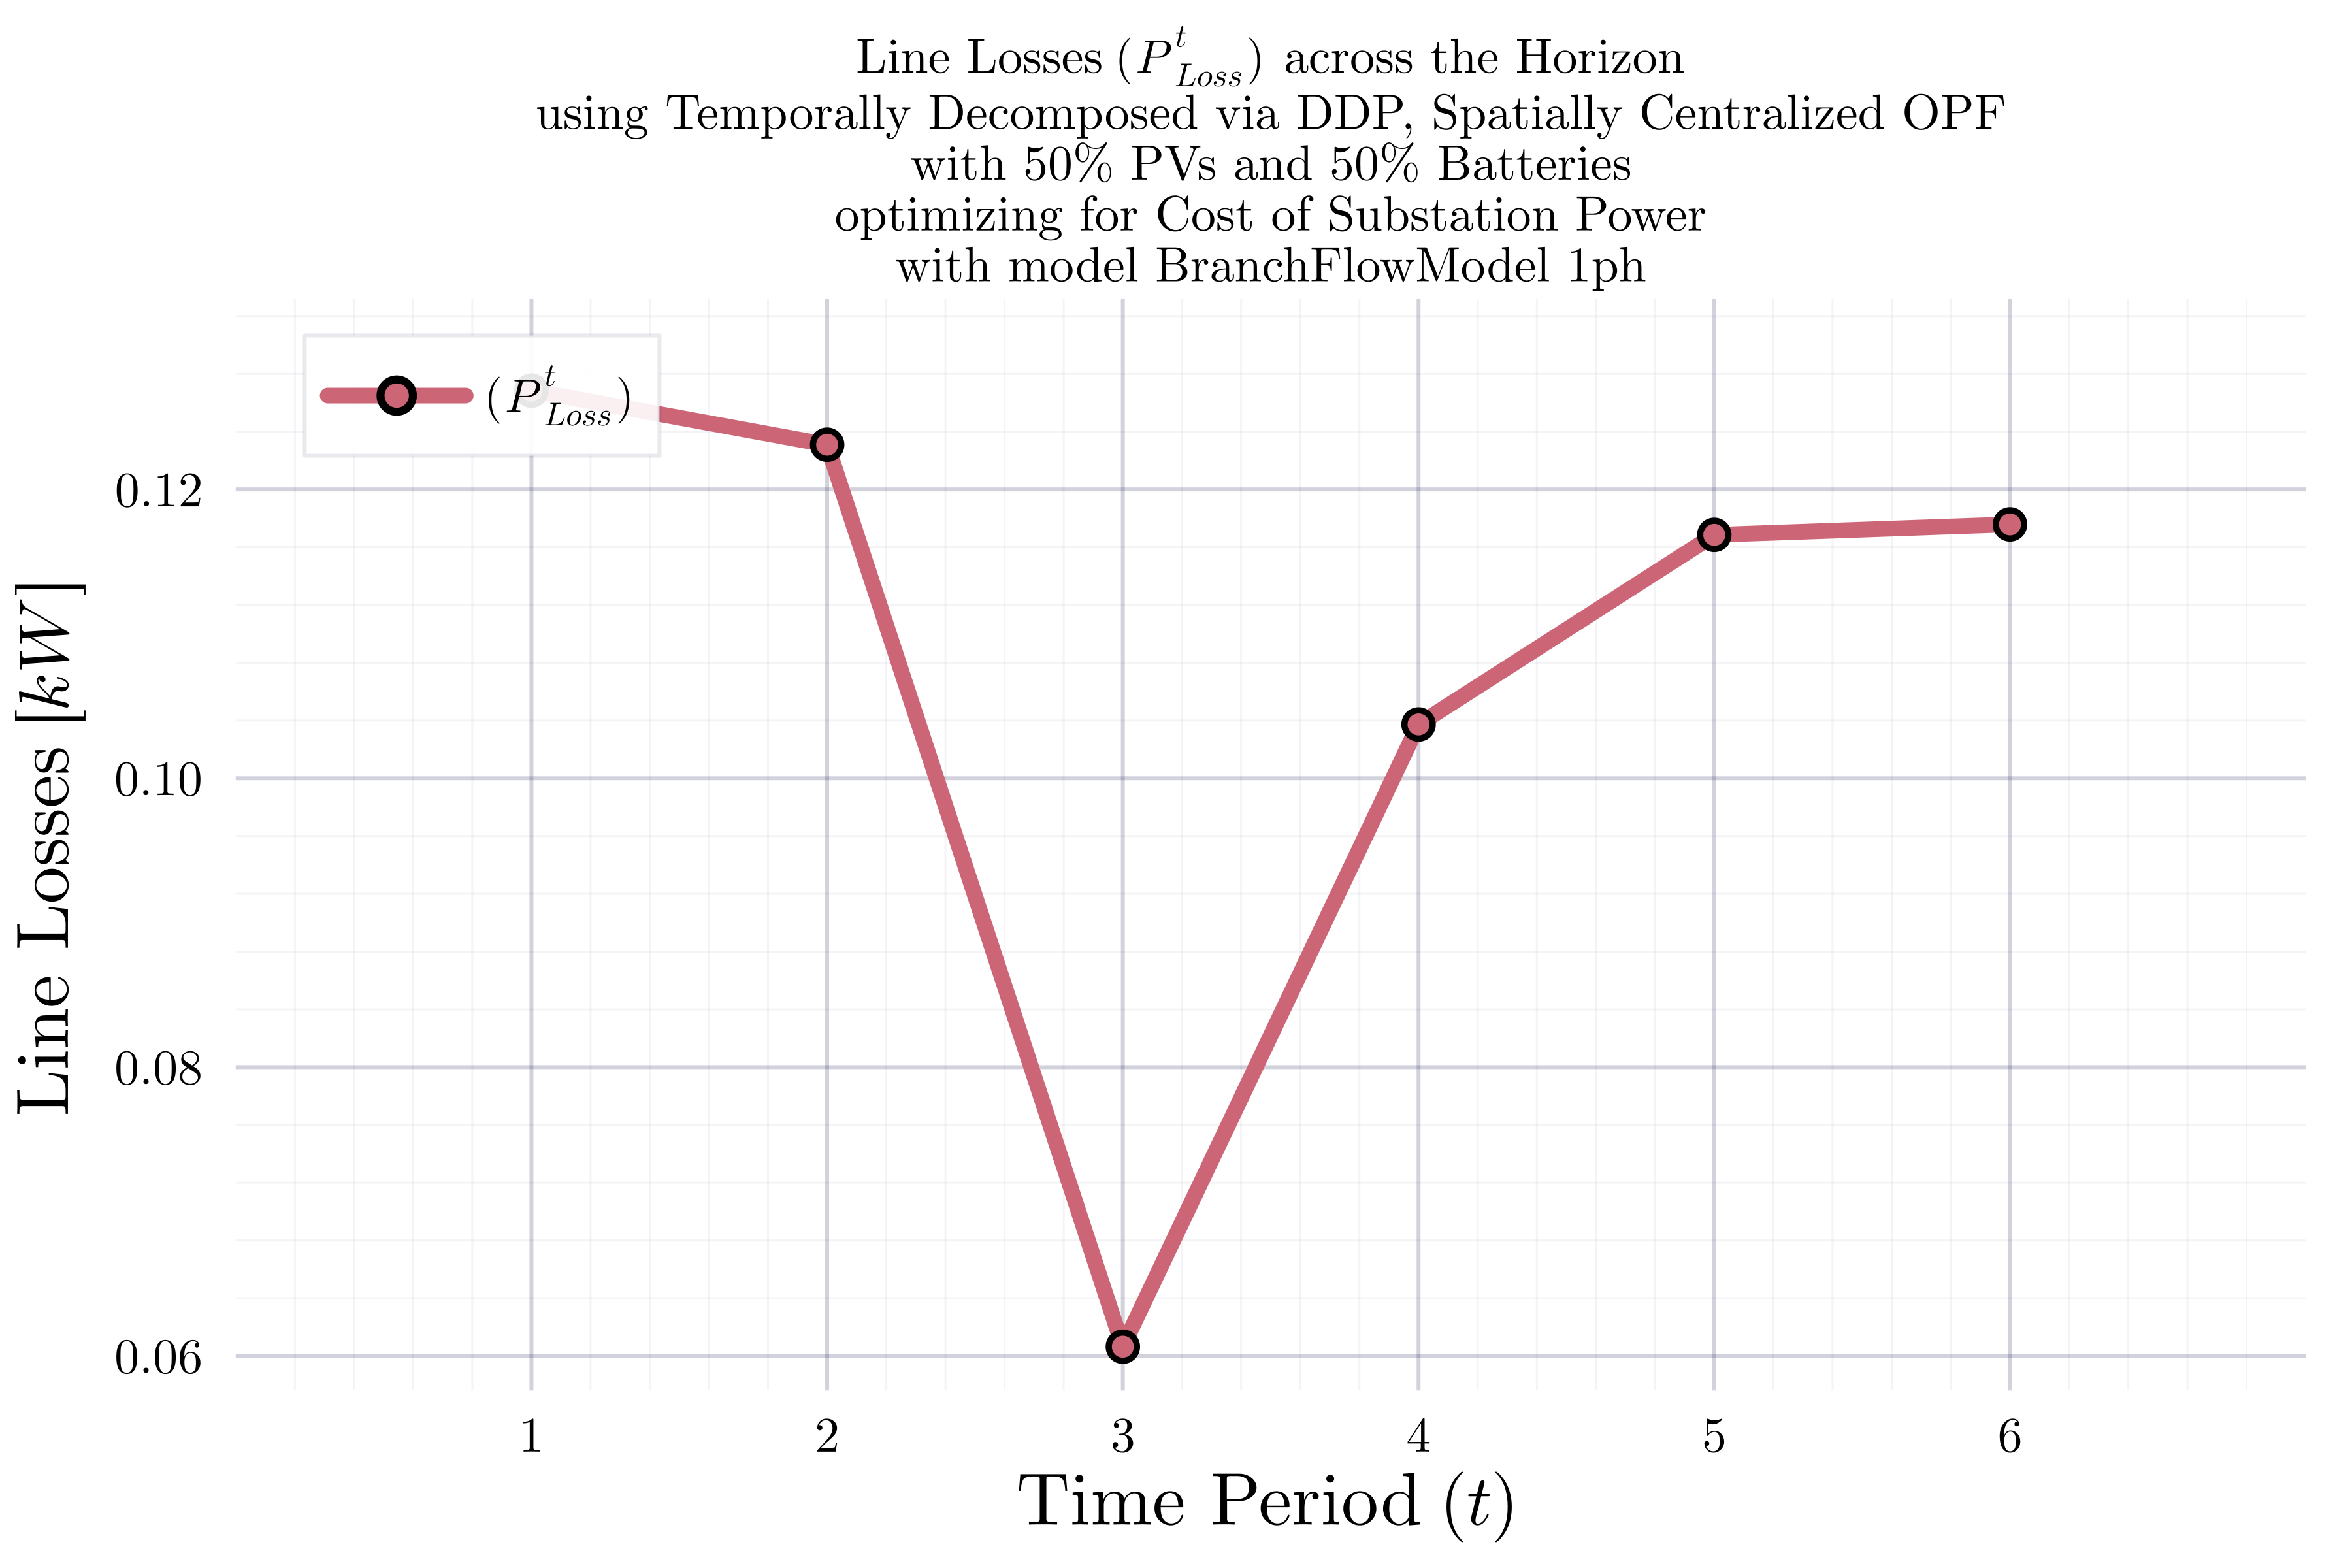 Line Losses (P^t_Loss) across the Horizon
using Temporally Decomposed via DDP, Spatially Centralized OPF
with 50% PVs and 50% Batteries
optimizing for Cost of Substation Power
with model BranchFlowModel 1ph
(P^t_Loss)
Line Losses [kW]
0.12
0.10
0.08
0.06
1 2 3 4 5 6
Time Period (t)